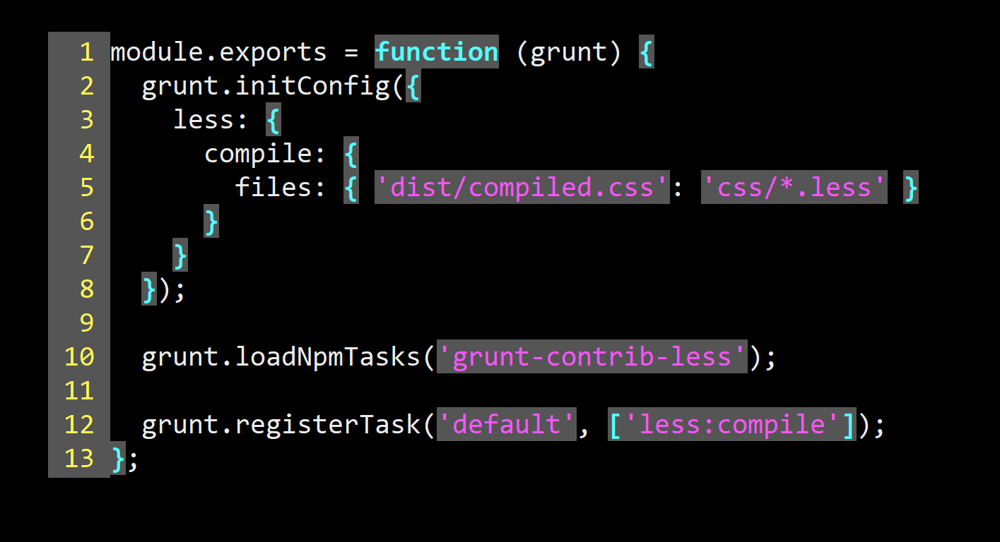 1 module.exports = function (grunt) {
2   grunt.initConfig({
3     less: {
4       compile: {
5         files: { 'dist/compiled.css': 'css/*.less' }
6       }
7     }
8   });
9
10   grunt.loadNpmTasks('grunt-contrib-less');
11
12   grunt.registerTask('default', ['less:compile']);
13 };